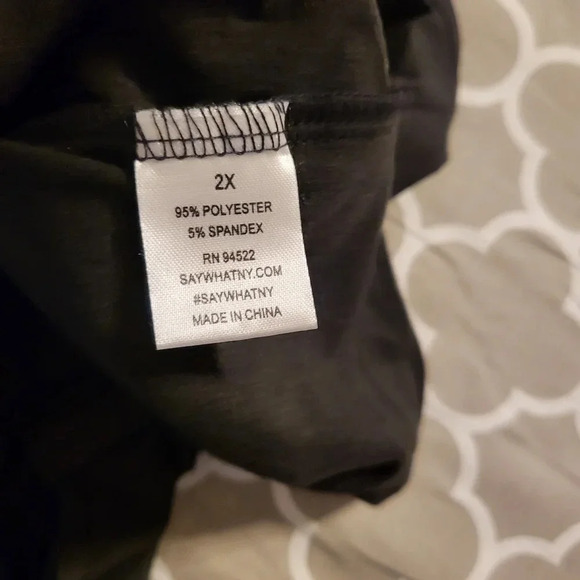 2X
95% POLYESTER
5% SPANDEX
RN 94522
SAYWHATNY.COM
#SAYWHATNY
MADE IN CHINA